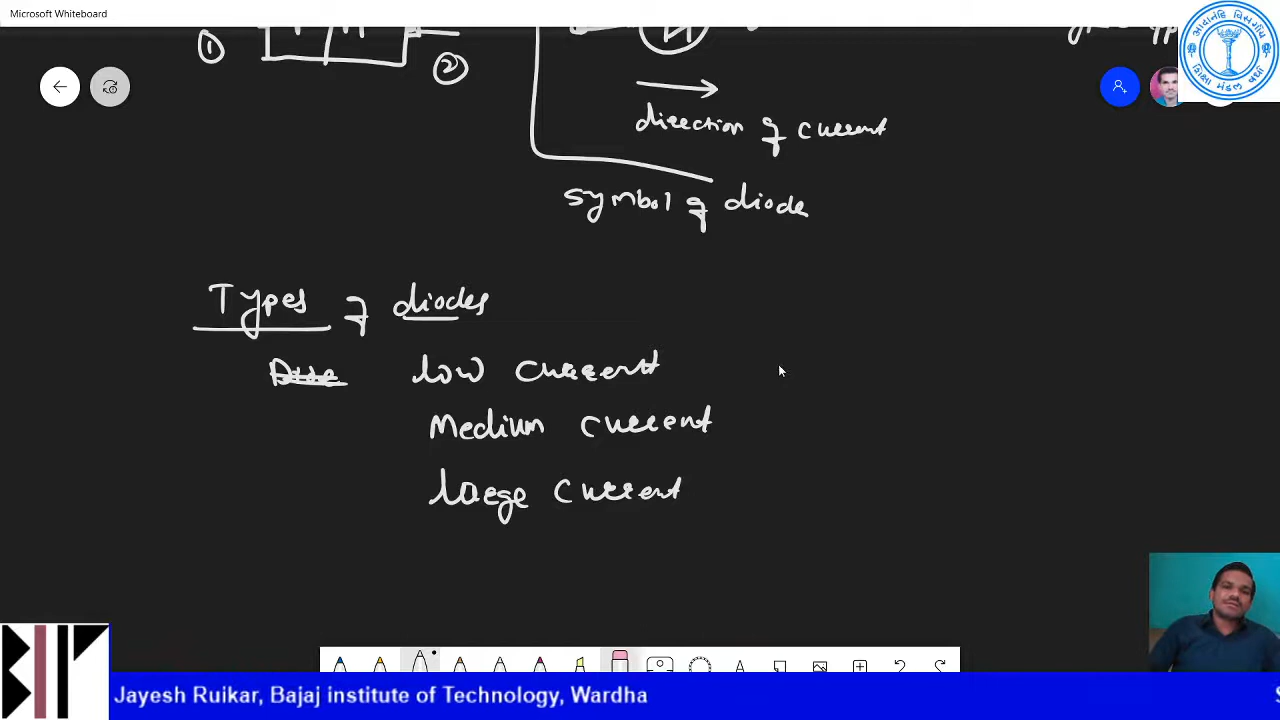 Microsoft Whiteboard
① ②
direction of current
symbol of diode
Types of diodes
low current
Medium current
large current
Jayesh Ruikar, Bajaj institute of Technology, Wardha
S